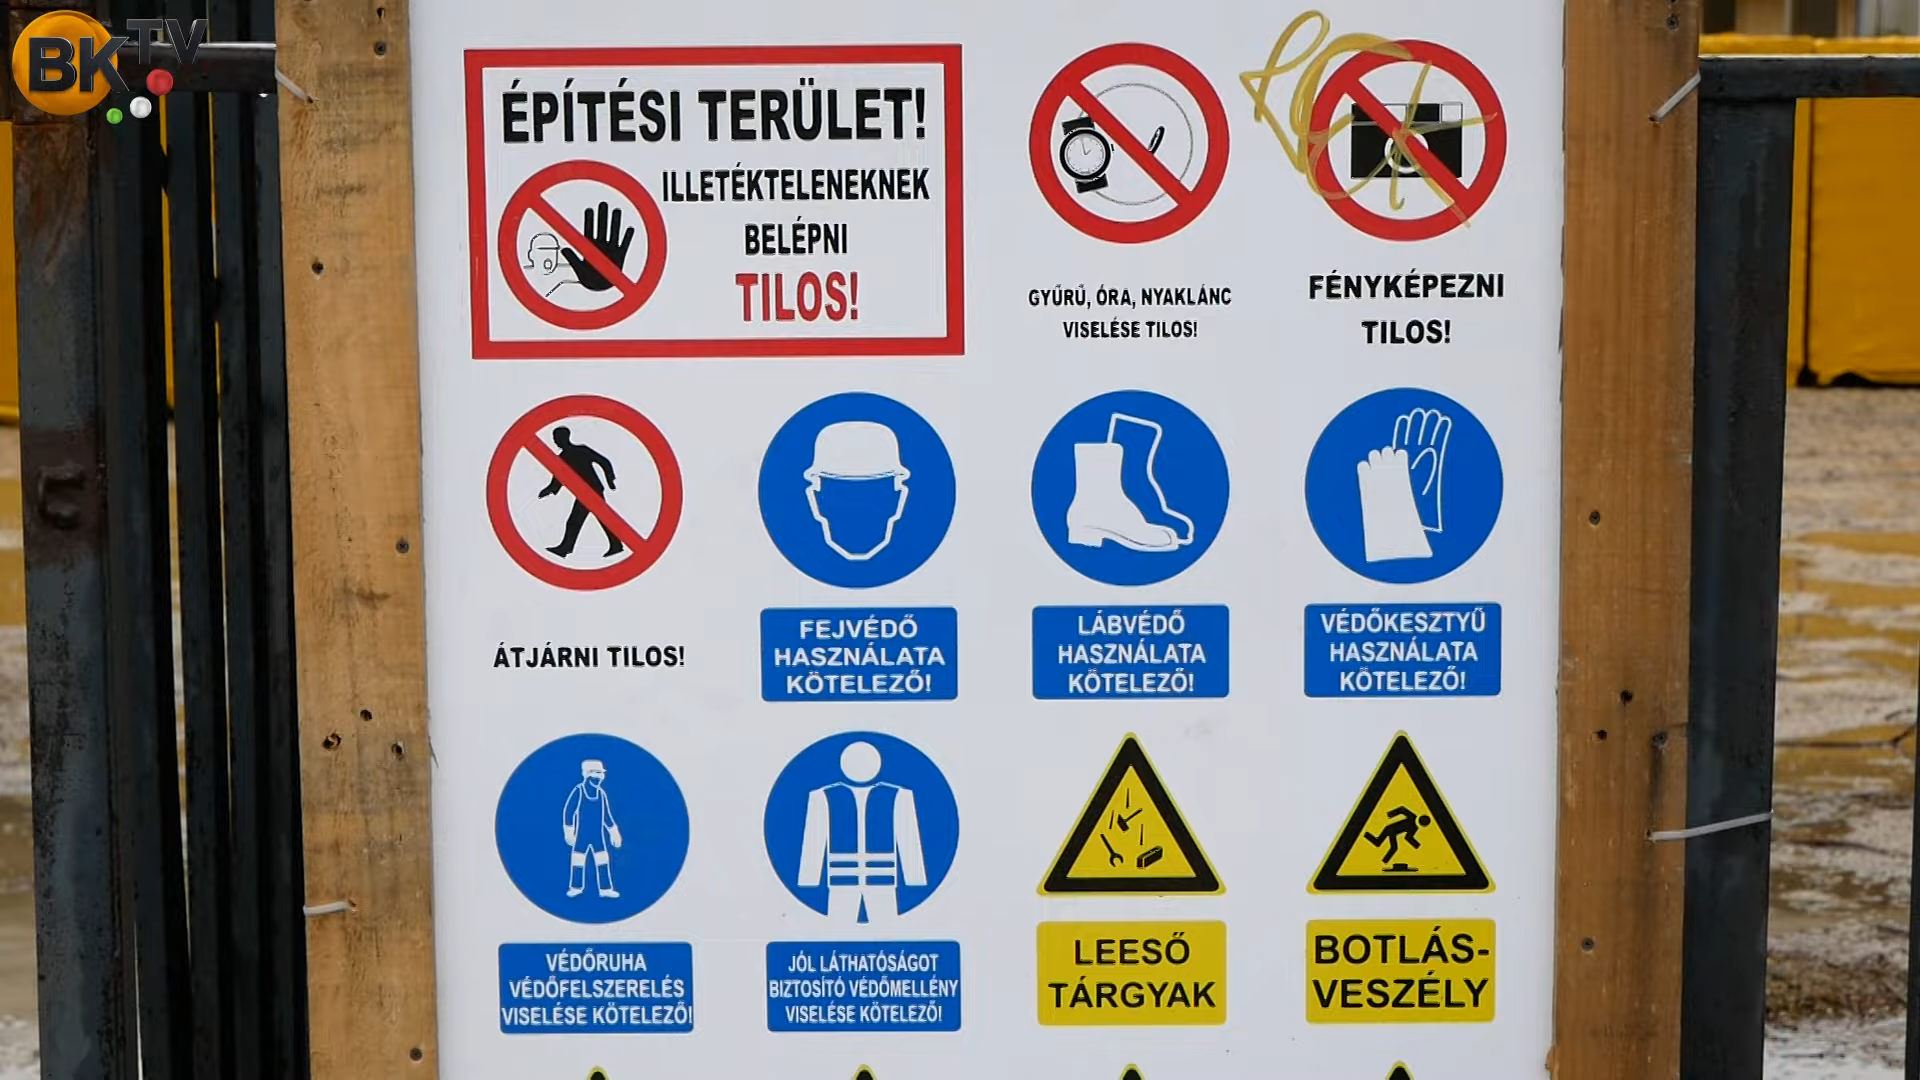 BKTV
ÉPÍTÉSI TERÜLET!
ILLETÉKTELENEKNEK
BELÉPNI
TILOS!
GYŰRŰ, ÓRA, NYAKLÁNC
VISELÉSE TILOS!
FÉNYKÉPEZNI
TILOS!
ÁTJÁRNI TILOS!
FEJVÉDŐ
HASZNÁLATA
KÖTELEZŐ!
LÁBVÉDŐ
HASZNÁLATA
KÖTELEZŐ!
VÉDŐKESZTYŰ
HASZNÁLATA
KÖTELEZŐ!
VÉDŐRUHA
VÉDŐFELSZERELÉS
VISELÉSE KÖTELEZŐ!
JÓL LÁTHATÓSÁGOT
BIZTOSÍTÓ VÉDŐMELLÉNY
VISELÉSE KÖTELEZŐ!
LEESŐ
TÁRGYAK
BOTLÁS-
VESZÉLY